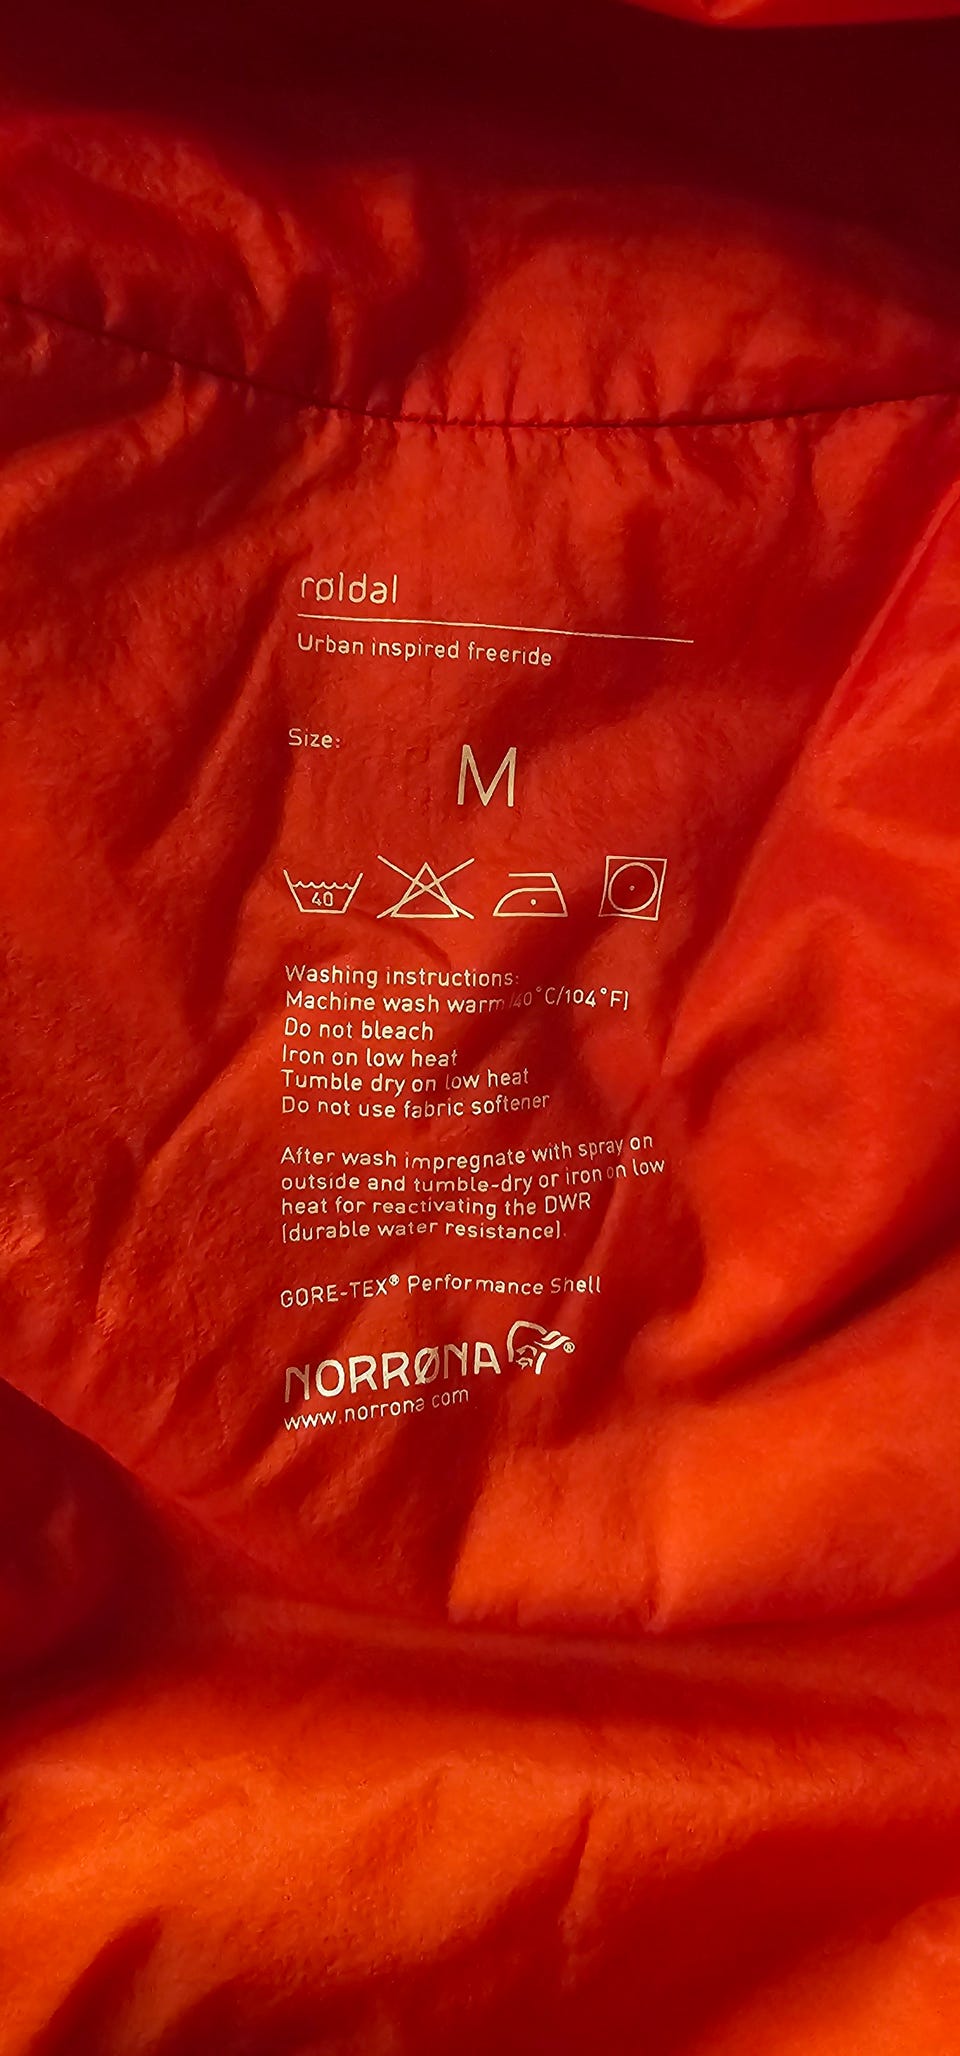 røldal
Urban inspired freeride
Size:
M
40
Washing instructions:
Machine wash warm (40°C/104°F)
Do not bleach
Iron on low heat
Tumble dry on low heat
Do not use fabric softener
After wash impregnate with spray on
outside and tumble-dry or iron on low
heat for reactivating the DWR
(durable water resistance).
GORE-TEX® Performance Shell
NORRØNA ®
www.norrona.com